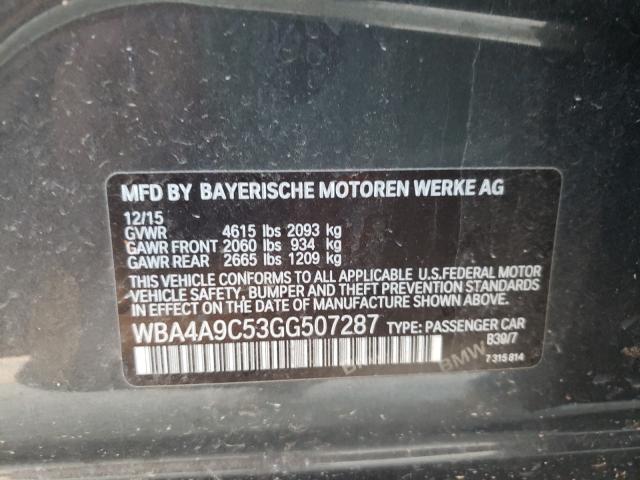 MFD BY BAYERISCHE MOTOREN WERKE AG
12/15
GVWR 4615 lbs 2093 kg
GAWR FRONT 2060 lbs 934 kg
GAWR REAR 2665 lbs 1209 kg
THIS VEHICLE CONFORMS TO ALL APPLICABLE U.S.FEDERAL MOTOR
VEHICLE SAFETY, BUMPER AND THEFT PREVENTION STANDARDS
IN EFFECT ON THE DATE OF MANUFACTURE SHOWN ABOVE.
WBA4A9C53GG507287 TYPE: PASSENGER CAR
B39/7
BMW
7 315 814